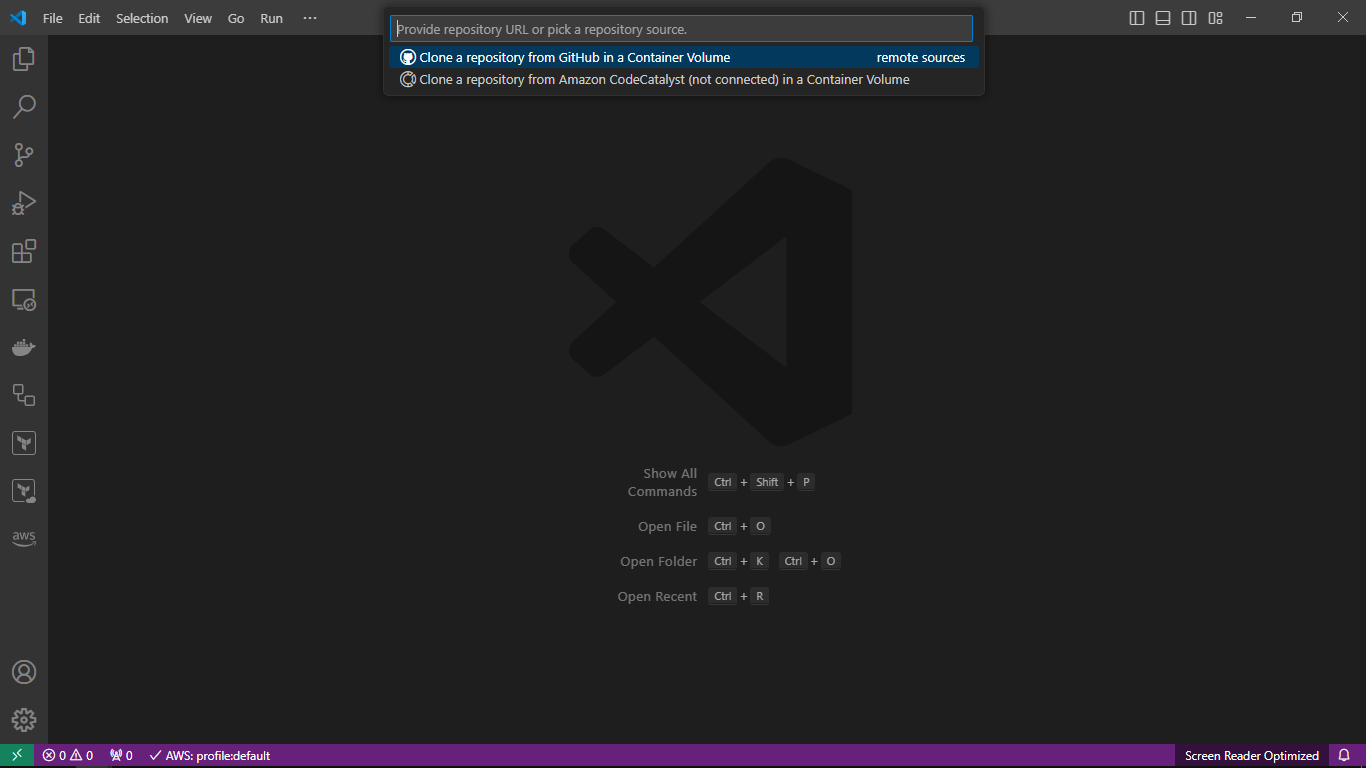 File Edit Selection View Go Run ···
Provide repository URL or pick a repository source.
Clone a repository from GitHub in a Container Volume remote sources
Clone a repository from Amazon CodeCatalyst (not connected) in a Container Volume
Show All
Commands Ctrl + Shift + P
Open File Ctrl + O
Open Folder Ctrl + K Ctrl + O
Open Recent Ctrl + R
aws
0 0 0 AWS: profile:default Screen Reader Optimized